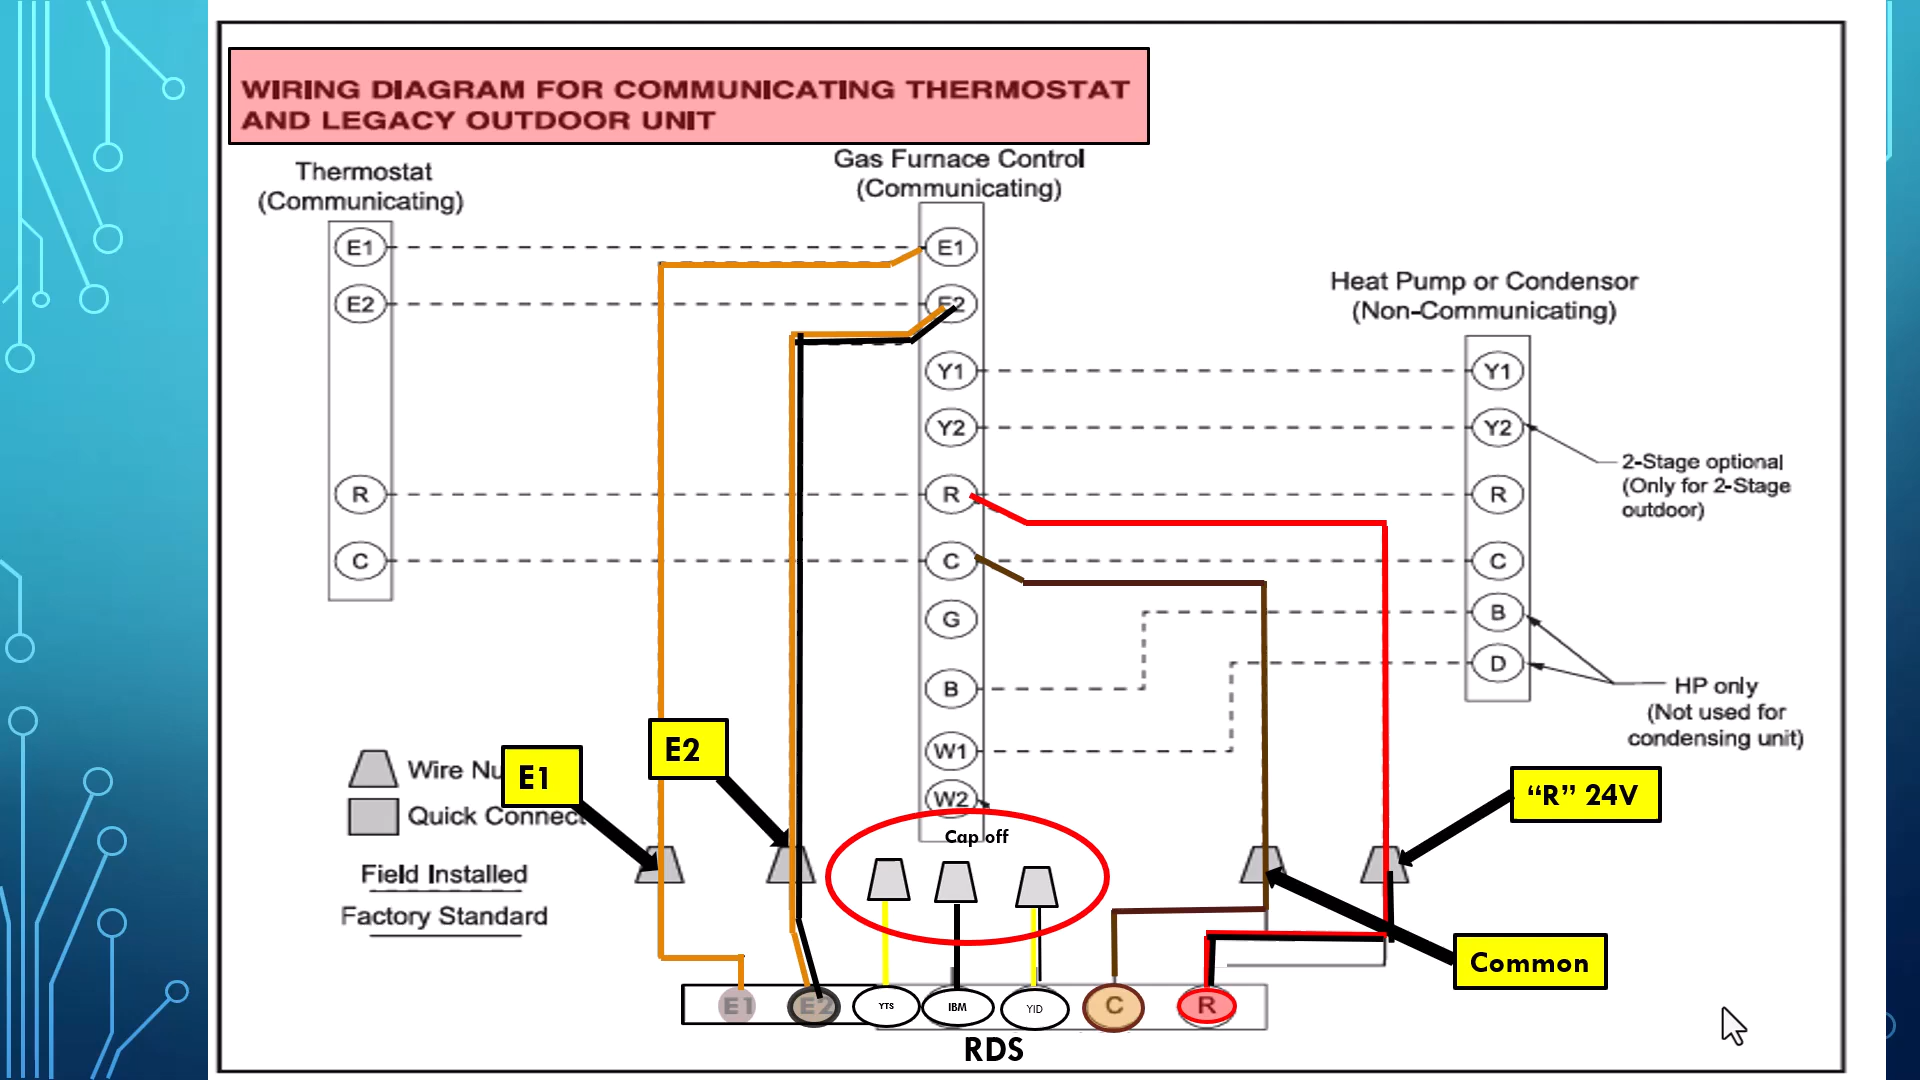 WIRING DIAGRAM FOR COMMUNICATING THERMOSTAT
AND LEGACY OUTDOOR UNIT
Thermostat
(Communicating)
E1
E2
R
C
Gas Furnace Control
(Communicating)
E1
E2
Y1
Y2
R
C
G
B
W1
W2
Heat Pump or Condensor
(Non-Communicating)
Y1
Y2
R
C
B
D
2-Stage optional
(Only for 2-Stage
outdoor)
HP only
(Not used for
condensing unit)
Wire Nu
Quick Connect
Field Installed
Factory Standard
E1
E2
Cap off
"R" 24V
Common
E1
E2
YTS
IBM
YID
C
R
RDS